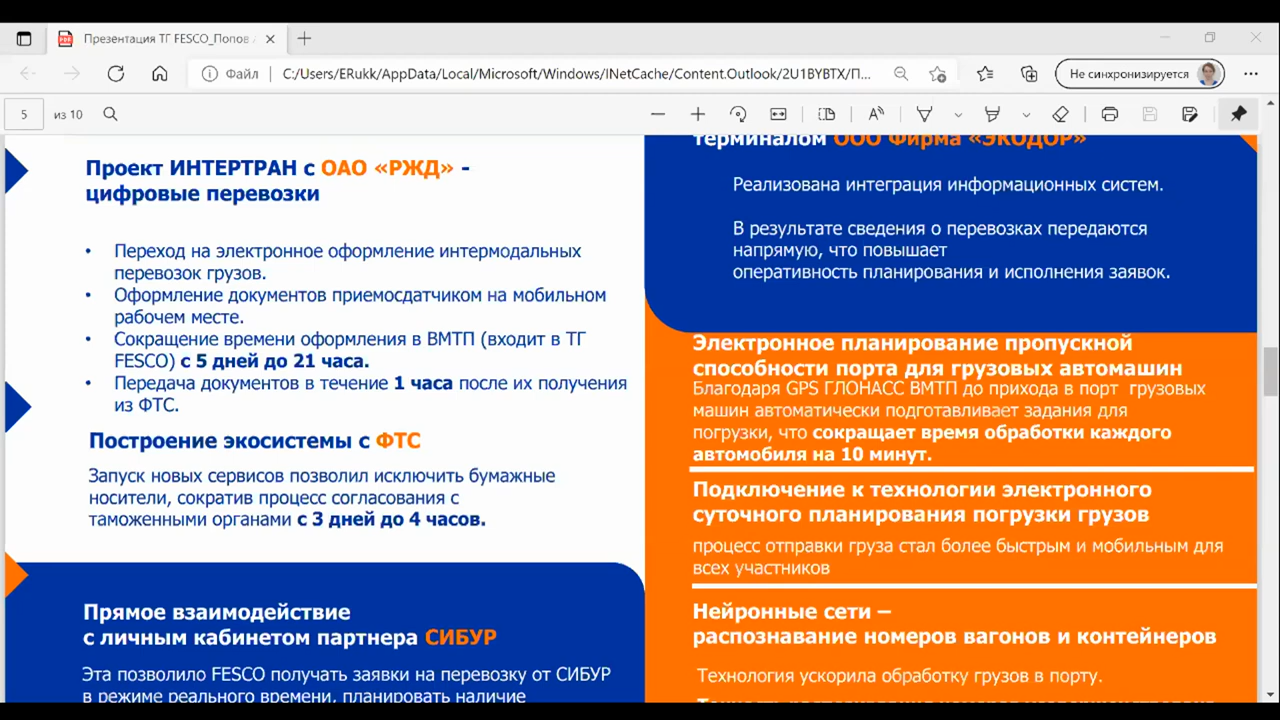 Презентация ТГ FESCO_Попов
Файл
C:/Users/ERukk/AppData/Local/Microsoft/Windows/INetCache/Content.Outlook/2U1BYBTX/П...
Не синхронизируется
5 из 10
Проект ИНТЕРТРАН с ОАО «РЖД» -
цифровые перевозки
• Переход на электронное оформление интермодальных
перевозок грузов.
• Оформление документов приемосдатчиком на мобильном
рабочем месте.
• Сокращение времени оформления в ВМТП (входит в ТГ
FESCO) с 5 дней до 21 часа.
• Передача документов в течение 1 часа после их получения
из ФТС.
Построение экосистемы с ФТС
Запуск новых сервисов позволил исключить бумажные
носители, сократив процесс согласования с
таможенными органами с 3 дней до 4 часов.
Прямое взаимодействие
с личным кабинетом партнера СИБУР
Эта позволило FESCO получать заявки на перевозку от СИБУР
в режиме реального времени, планировать наличие
терминалом ООО Фирма «ЭКОДОР»
Реализована интеграция информационных систем.
В результате сведения о перевозках передаются
напрямую, что повышает
оперативность планирования и исполнения заявок.
Электронное планирование пропускной
способности порта для грузовых автомашин
Благодаря GPS ГЛОНАСС ВМТП до прихода в порт грузовых
машин автоматически подготавливает задания для
погрузки, что сокращает время обработки каждого
автомобиля на 10 минут.
Подключение к технологии электронного
суточного планирования погрузки грузов
процесс отправки груза стал более быстрым и мобильным для
всех участников
Нейронные сети –
распознавание номеров вагонов и контейнеров
Технология ускорила обработку грузов в порту.